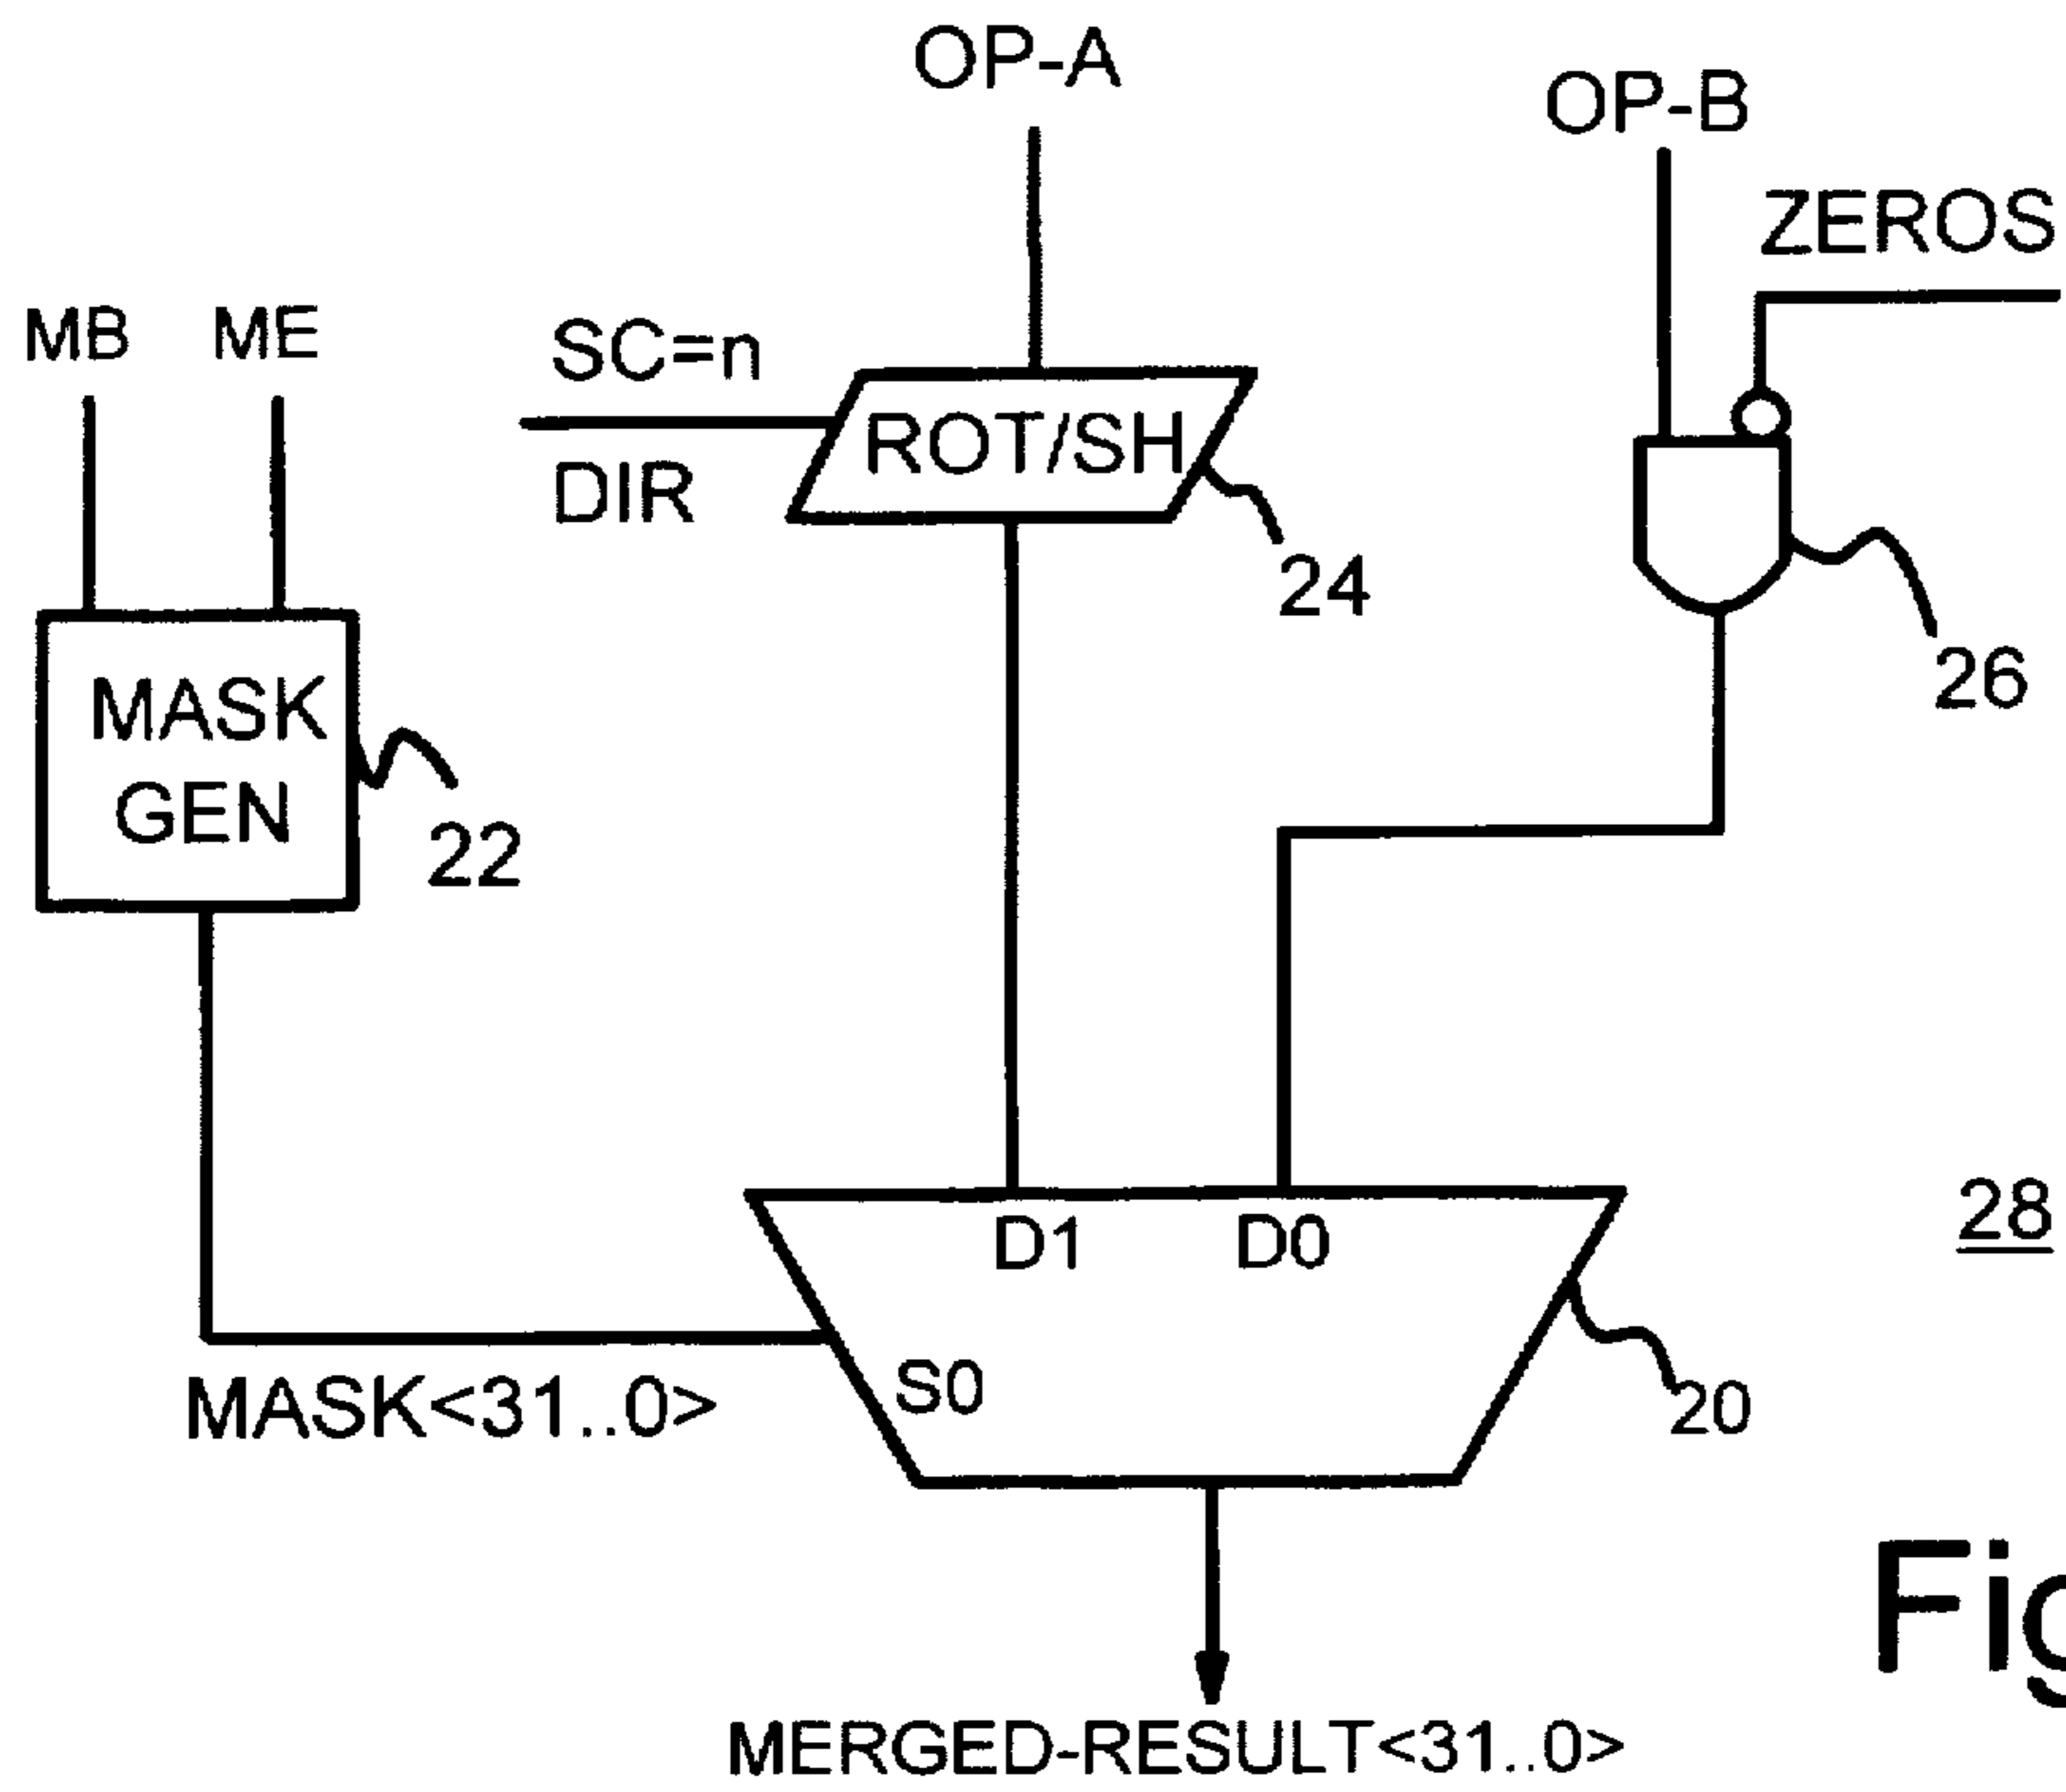 OP-A
OP-B
ZEROS
MB
ME
SC=n
ROT/SH
DIR
24
26
MASK
GEN
22
28
D1
D0
S0
MASK<31..0>
20
Fig
MERGED-RESULT<31..0>